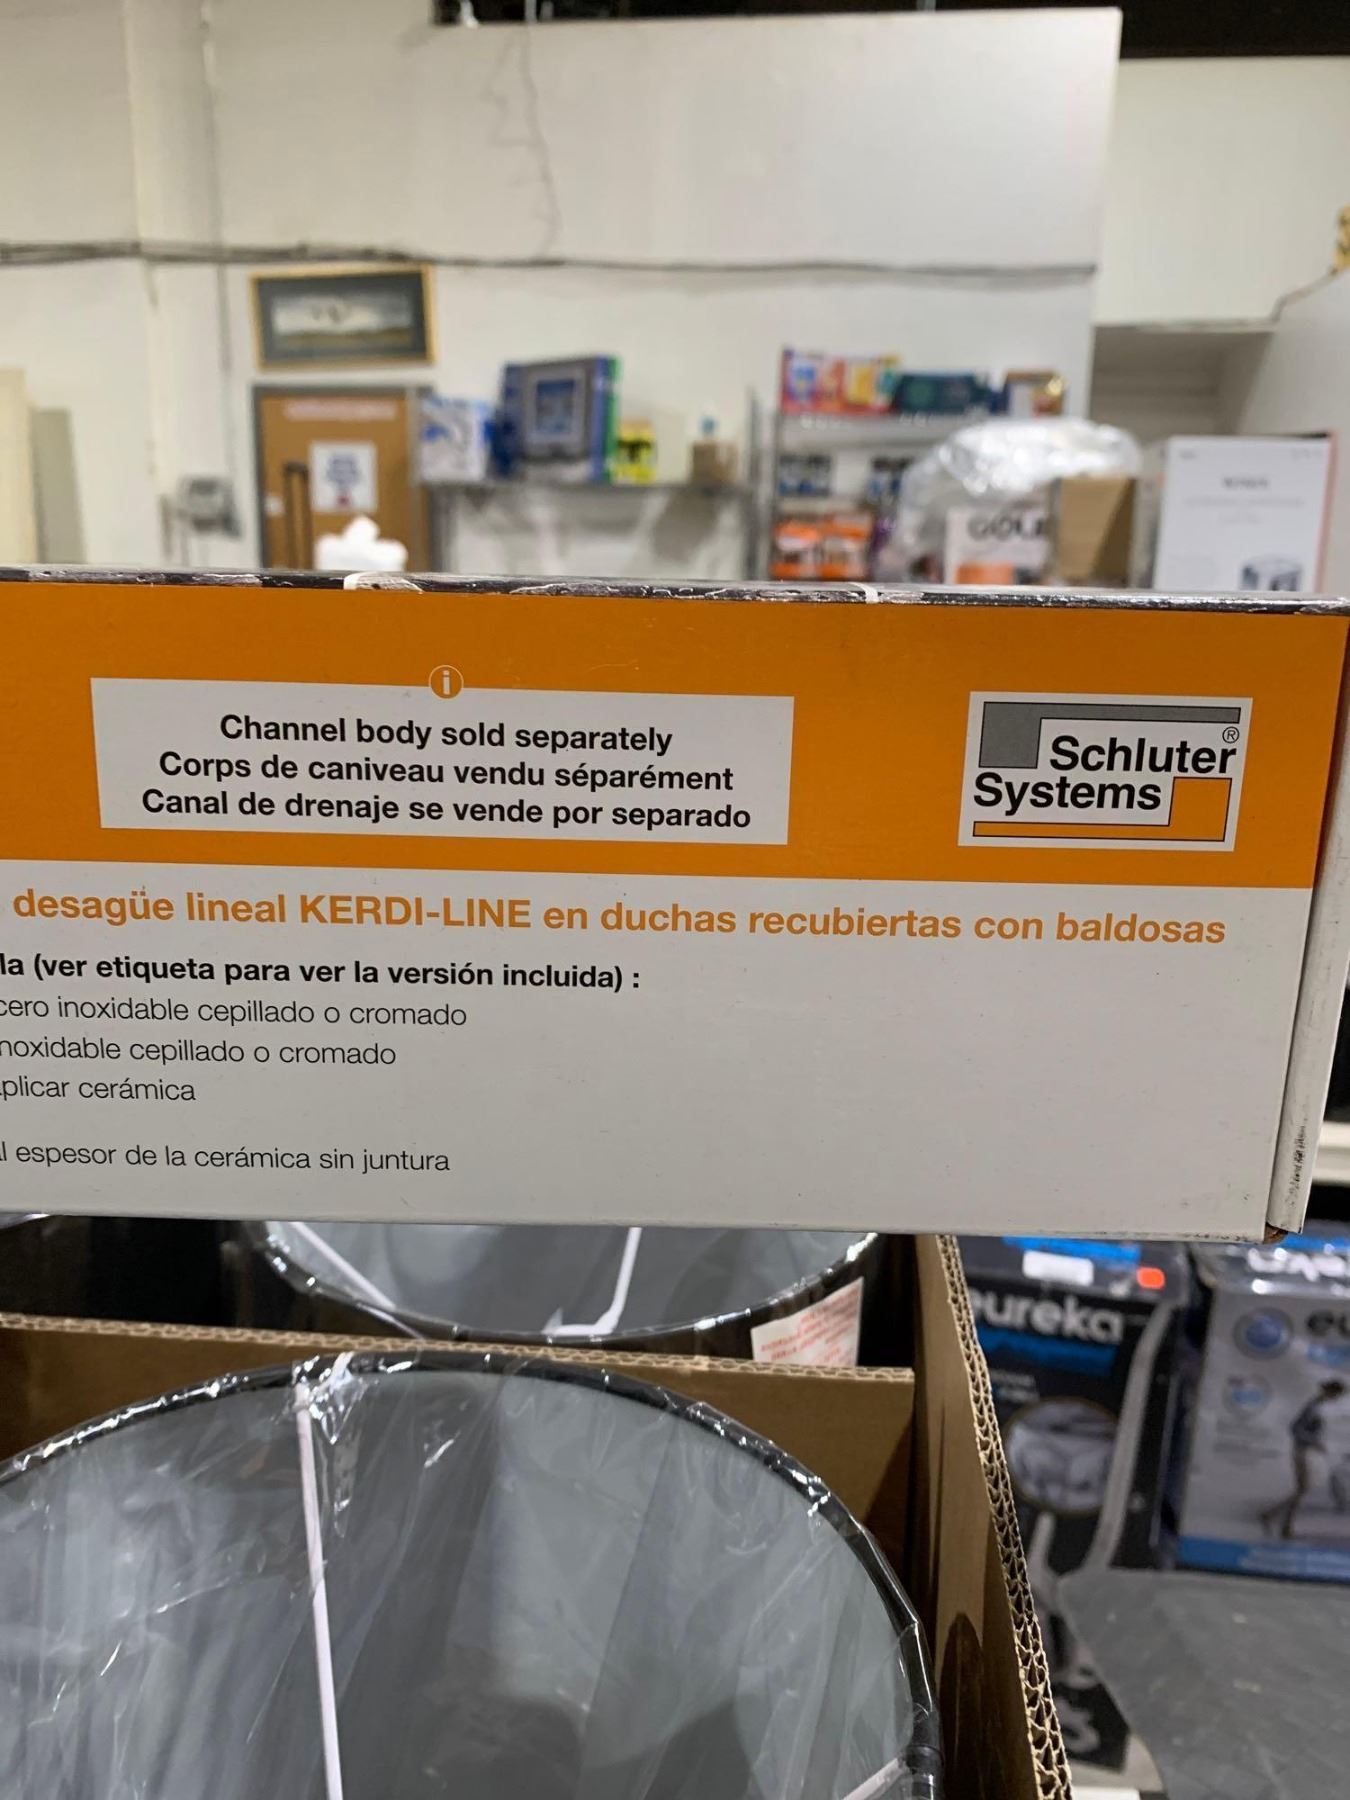 i
Channel body sold separately
Corps de caniveau vendu séparément
Canal de drenaje se vende por separado
Schluter®
Systems
desagüe lineal KERDI-LINE en duchas recubiertas con baldosas
la (ver etiqueta para ver la versión incluida) :
cero inoxidable cepillado o cromado
noxidable cepillado o cromado
plicar cerámica
l espesor de la cerámica sin juntura
eureka